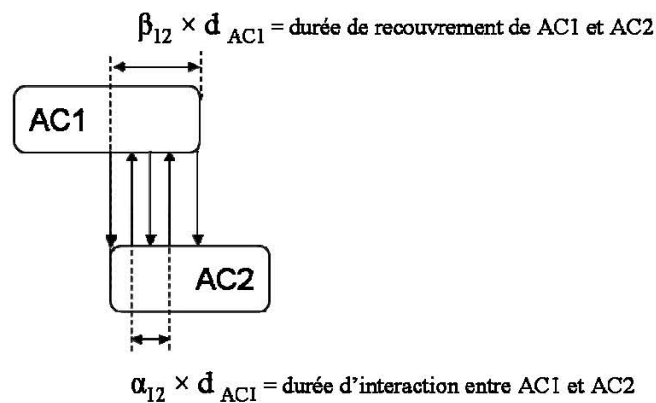 β12 × d AC1 = durée de recouvrement de AC1 et AC2
AC1
AC2
α12 × d AC1 = durée d'interaction entre AC1 et AC2